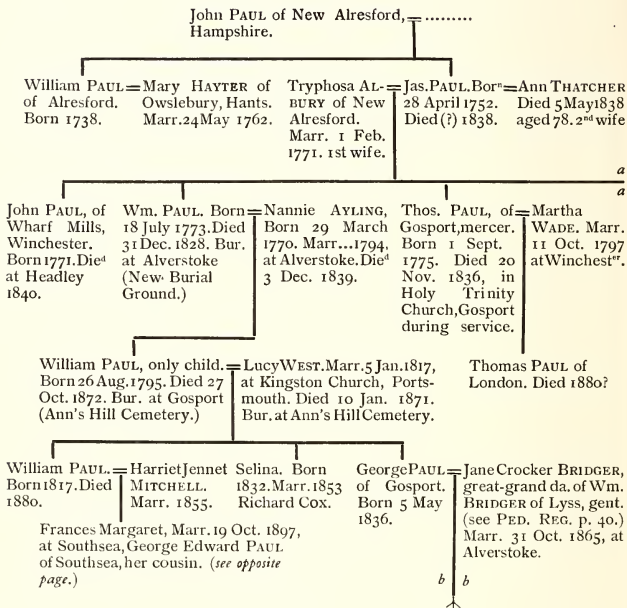 John PAUL of New Alresford, = .........
Hampshire.
William PAUL = Mary HAYTER of
of Alresford. Owslebury, Hants.
Born 1738. Marr. 24 May 1762.
Tryphosa AL-
BURY of New
Alresford.
Marr. 1 Feb.
1771. 1st wife.
= Jas. PAUL. Born =
28 April 1752.
Died (?) 1838.
Ann THATCHER
Died 5 May 1838
aged 78. 2nd wife
a
a
John PAUL, of
Wharf Mills,
Winchester.
Born 1771. Died
at Headley
1840.
Wm. PAUL. Born =
18 July 1773. Died
31 Dec. 1828. Bur.
at Alverstoke
(New Burial
Ground.)
Nannie AYLING,
Born 29 March
1770. Marr...1794,
at Alverstoke. Died
3 Dec. 1839.
Thos. PAUL, of =
Gosport, mercer.
Born 1 Sept.
1775. Died 20
Nov. 1836, in
Holy Trinity
Church, Gosport
during service.
Martha
WADE. Marr.
11 Oct. 1797
at Winchester.
William PAUL, only child. =
Born 26 Aug. 1795. Died 27
Oct. 1872. Bur. at Gosport
(Ann's Hill Cemetery.)
Lucy WEST. Marr. 5 Jan. 1817,
at Kingston Church, Ports-
mouth. Died 10 Jan. 1871.
Bur. at Ann's Hill Cemetery.
Thomas PAUL of
London. Died 1880?
William PAUL. =
Born 1817. Died
1880.
Harriet Jennet
MITCHELL.
Marr. 1855.
Selina. Born
1832. Marr. 1853
Richard Cox.
George PAUL =
of Gosport.
Born 5 May
1836.
Jane Crocker BRIDGER,
great-grand da. of Wm.
BRIDGER of Lyss, gent.
(see PED. REG. p. 40.)
Marr. 31 Oct. 1865, at
Alverstoke.
Frances Margaret, Marr. 19 Oct. 1897,
at Southsea, George Edward PAUL
of Southsea, her cousin. (see opposite
page.)
b b